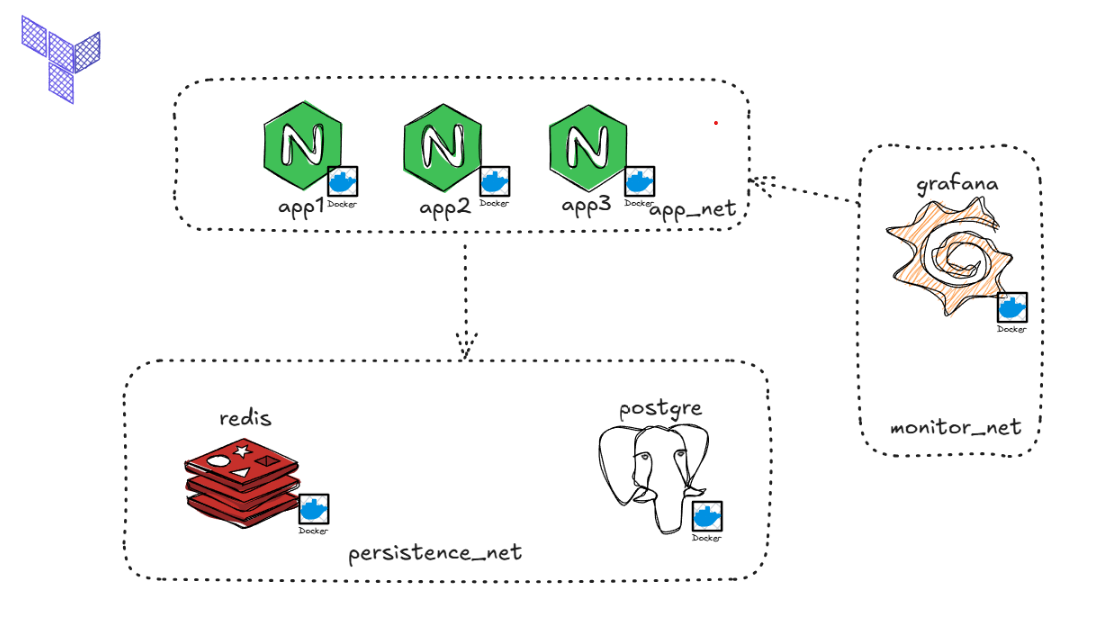 grafana
N
N
N
Docker
Docker
Docker
app1
app2
app3
app_net
Docker
postgre
redis
monitor_net
Docker
Docker
persistence_net